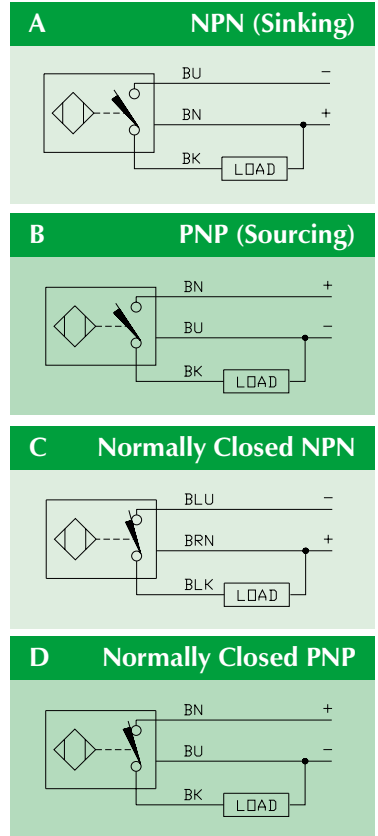 A NPN (Sinking)
BU −
BN +
BK LOAD
B PNP (Sourcing)
BN +
BU −
BK LOAD
C Normally Closed NPN
BLU −
BRN +
BLK LOAD
D Normally Closed PNP
BN +
BU −
BK LOAD